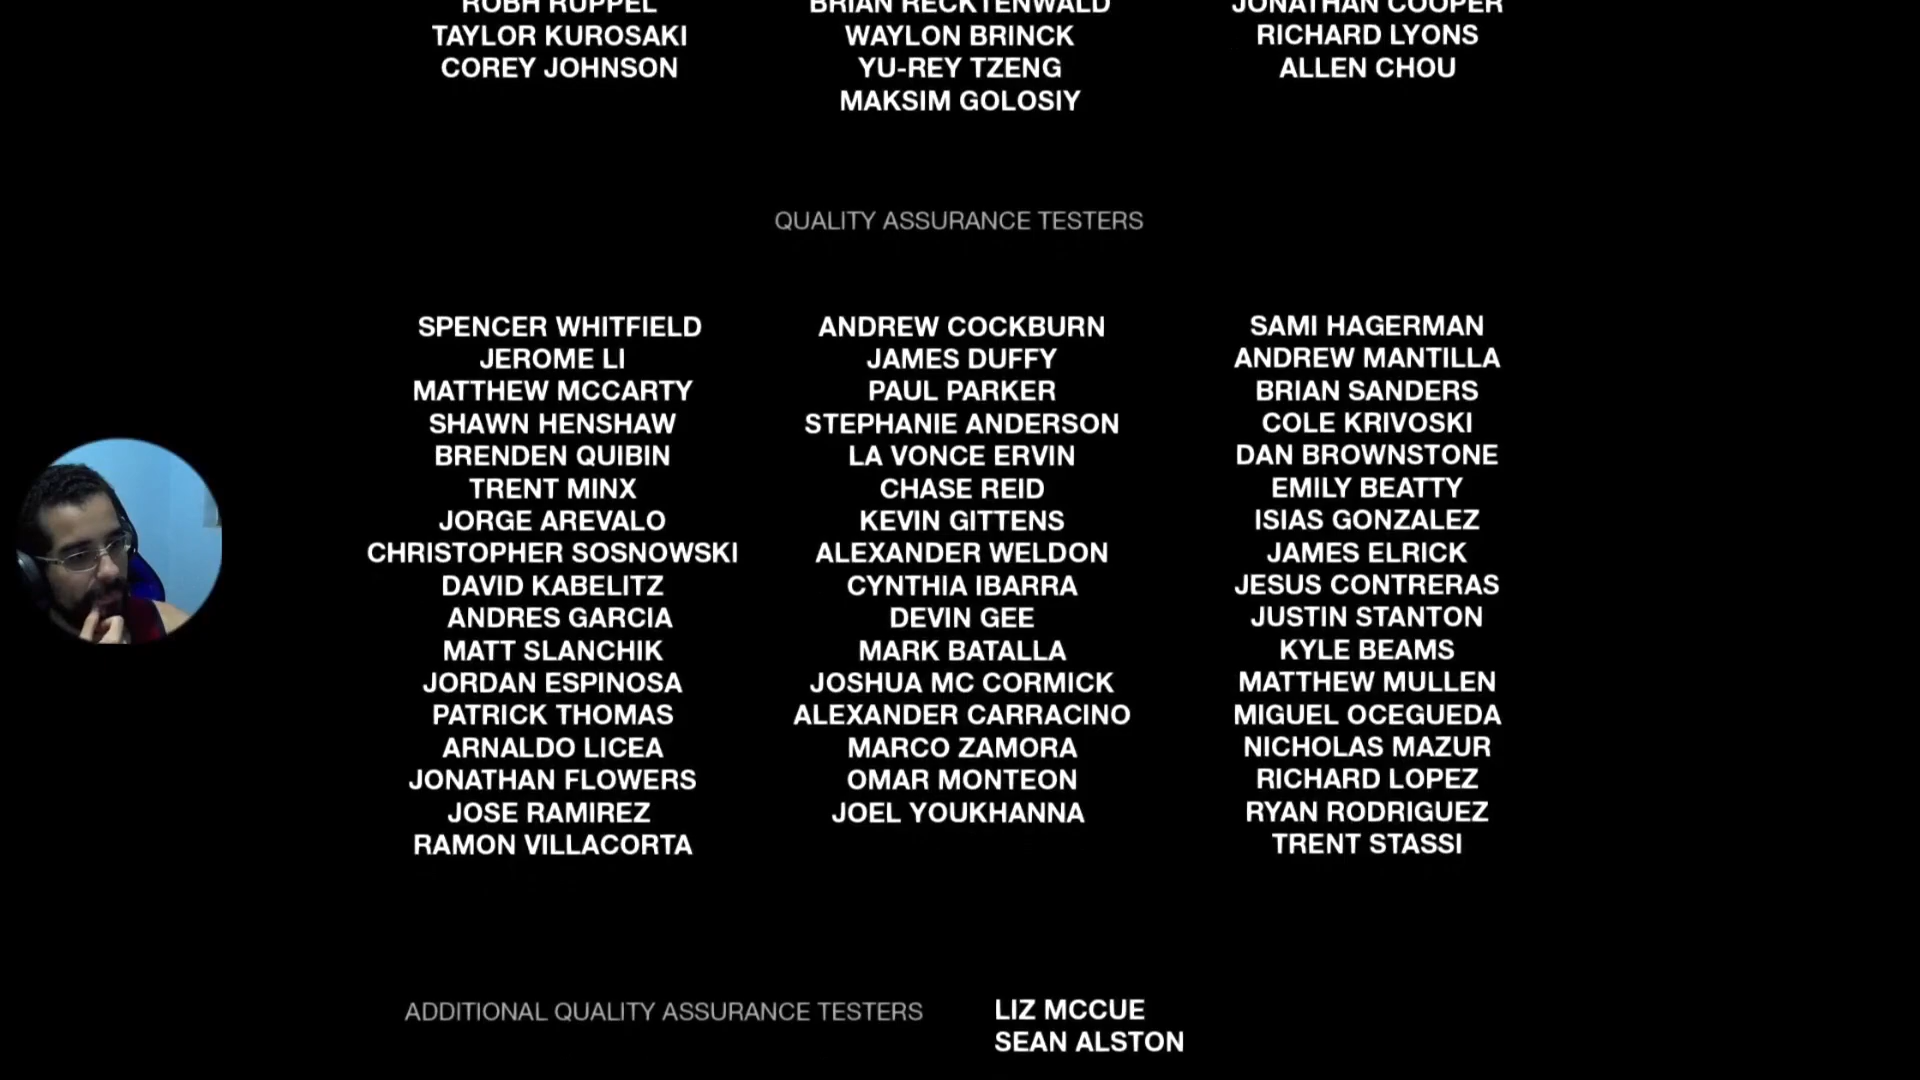 ROBH RUPPEL
TAYLOR KUROSAKI
COREY JOHNSON
BRIAN RECKTENWALD
WAYLON BRINCK
YU-REY TZENG
MAKSIM GOLOSIY
JONATHAN COOPER
RICHARD LYONS
ALLEN CHOU
QUALITY ASSURANCE TESTERS
SPENCER WHITFIELD
JEROME LI
MATTHEW MCCARTY
SHAWN HENSHAW
BRENDEN QUIBIN
TRENT MINX
JORGE AREVALO
CHRISTOPHER SOSNOWSKI
DAVID KABELITZ
ANDRES GARCIA
MATT SLANCHIK
JORDAN ESPINOSA
PATRICK THOMAS
ARNALDO LICEA
JONATHAN FLOWERS
JOSE RAMIREZ
RAMON VILLACORTA
ANDREW COCKBURN
JAMES DUFFY
PAUL PARKER
STEPHANIE ANDERSON
LA VONCE ERVIN
CHASE REID
KEVIN GITTENS
ALEXANDER WELDON
CYNTHIA IBARRA
DEVIN GEE
MARK BATALLA
JOSHUA MC CORMICK
ALEXANDER CARRACINO
MARCO ZAMORA
OMAR MONTEON
JOEL YOUKHANNA
SAMI HAGERMAN
ANDREW MANTILLA
BRIAN SANDERS
COLE KRIVOSKI
DAN BROWNSTONE
EMILY BEATTY
ISIAS GONZALEZ
JAMES ELRICK
JESUS CONTRERAS
JUSTIN STANTON
KYLE BEAMS
MATTHEW MULLEN
MIGUEL OCEGUEDA
NICHOLAS MAZUR
RICHARD LOPEZ
RYAN RODRIGUEZ
TRENT STASSI
ADDITIONAL QUALITY ASSURANCE TESTERS
LIZ MCCUE
SEAN ALSTON